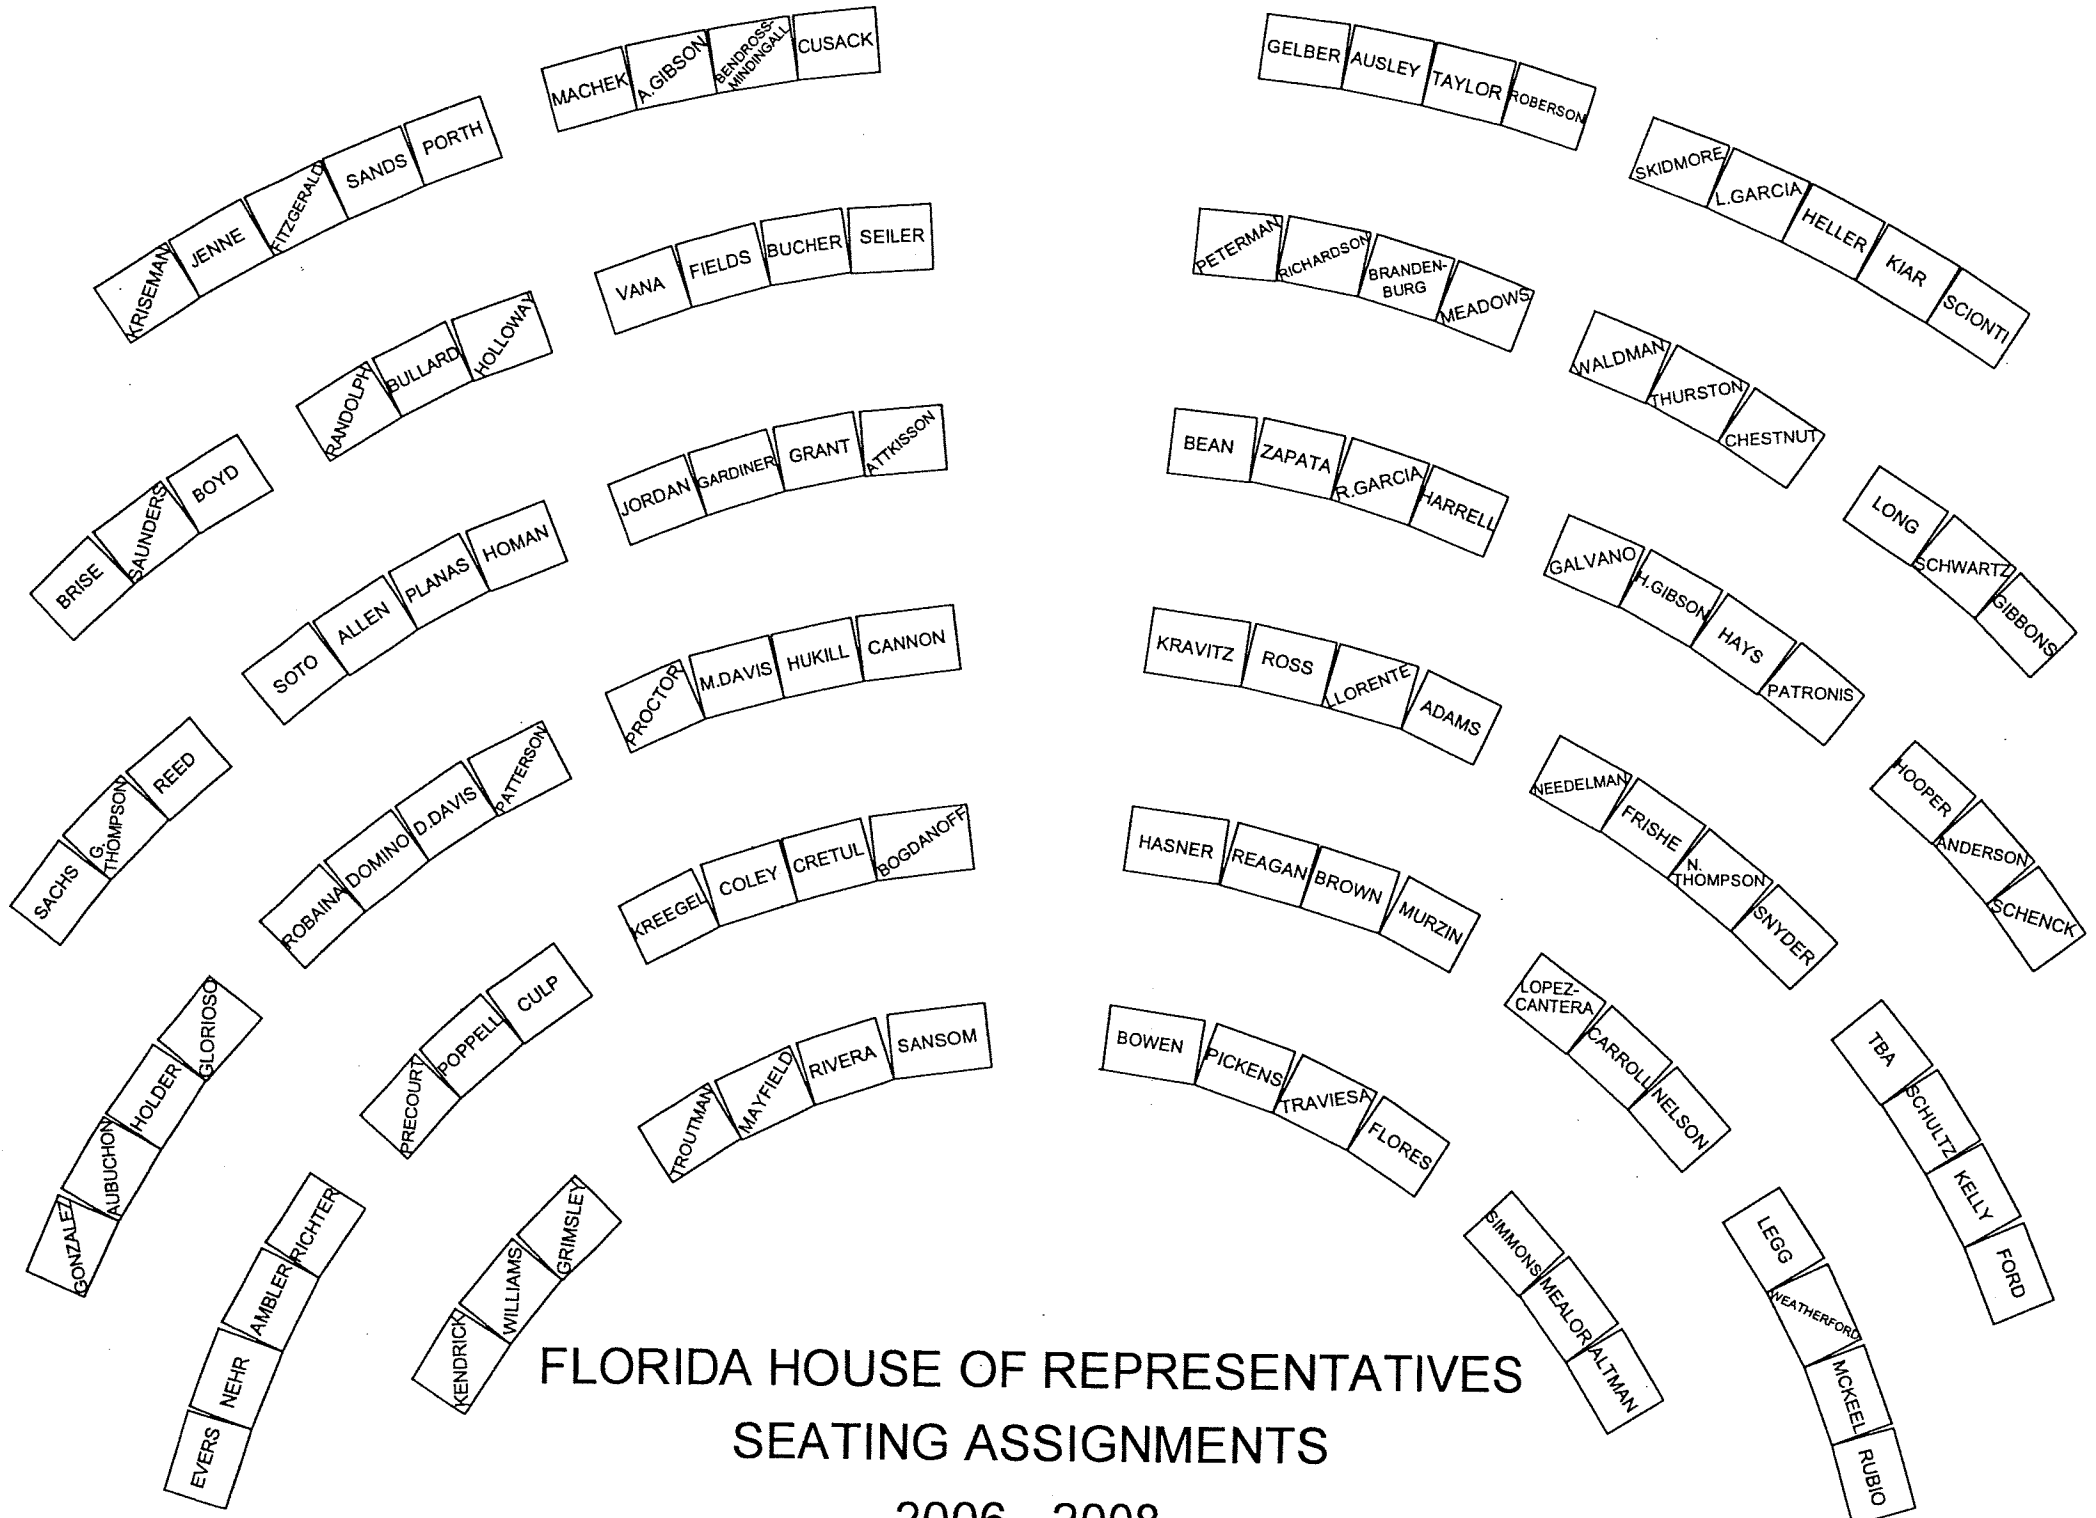 MACHEK
A.GIBSON
BENDROSS-
MINDINGALL
CUSACK
GELBER
AUSLEY
TAYLOR
ROBERSON
KRISEMAN
JENNE
FITZGERALD
SANDS
PORTH
SKIDMORE
L.GARCIA
HELLER
KIAR
SCIONTI
VANA
FIELDS
BUCHER
SEILER
PETERMAN
RICHARDSON
BRANDEN-
BURG
MEADOWS
RANDOLPH
BULLARD
HOLLOWAY
WALDMAN
THURSTON
CHESTNUT
BRISE
SAUNDERS
BOYD
LONG
SCHWARTZ
GIBBONS
JORDAN
GARDINER
GRANT
ATTKISSON
BEAN
ZAPATA
R.GARCIA
HARRELL
SOTO
ALLEN
PLANAS
HOMAN
GALVANO
H.GIBSON
HAYS
PATRONIS
SACHS
G.
THOMPSON
REED
HOOPER
ANDERSON
SCHENCK
PROCTOR
M.DAVIS
HUKILL
CANNON
KRAVITZ
ROSS
LLORENTE
ADAMS
ROBAINA
DOMINO
D.DAVIS
PATTERSON
NEEDELMAN
FRISHE
N.
THOMPSON
SNYDER
GONZALEZ
AUBUCHON
HOLDER
GLORIOSO
TBA
SCHULTZ
KELLY
FORD
KREEGEL
COLEY
CRETUL
BOGDANOFF
HASNER
REAGAN
BROWN
MURZIN
PRECOURT
POPPELL
CULP
LOPEZ-
CANTERA
CARROLL
NELSON
EVERS
NEHR
AMBLER
RICHTER
LEGG
WEATHERFORD
MCKEEL
RUBIO
TROUTMAN
MAYFIELD
RIVERA
SANSOM
BOWEN
PICKENS
TRAVIESA
FLORES
KENDRICK
WILLIAMS
GRIMSLEY
SIMMONS
MEALOR
ALTMAN
FLORIDA HOUSE OF REPRESENTATIVES
SEATING ASSIGNMENTS
2006 - 2008